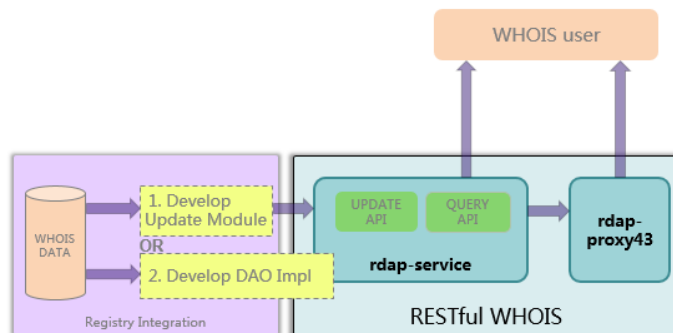 WHOIS user
1. Develop
Update Module
OR
2. Develop DAO Impl
WHOIS
DATA
Registry Integration
UPDATE
API
QUERY
API
rdap-service
rdap-
proxy43
RESTful WHOIS